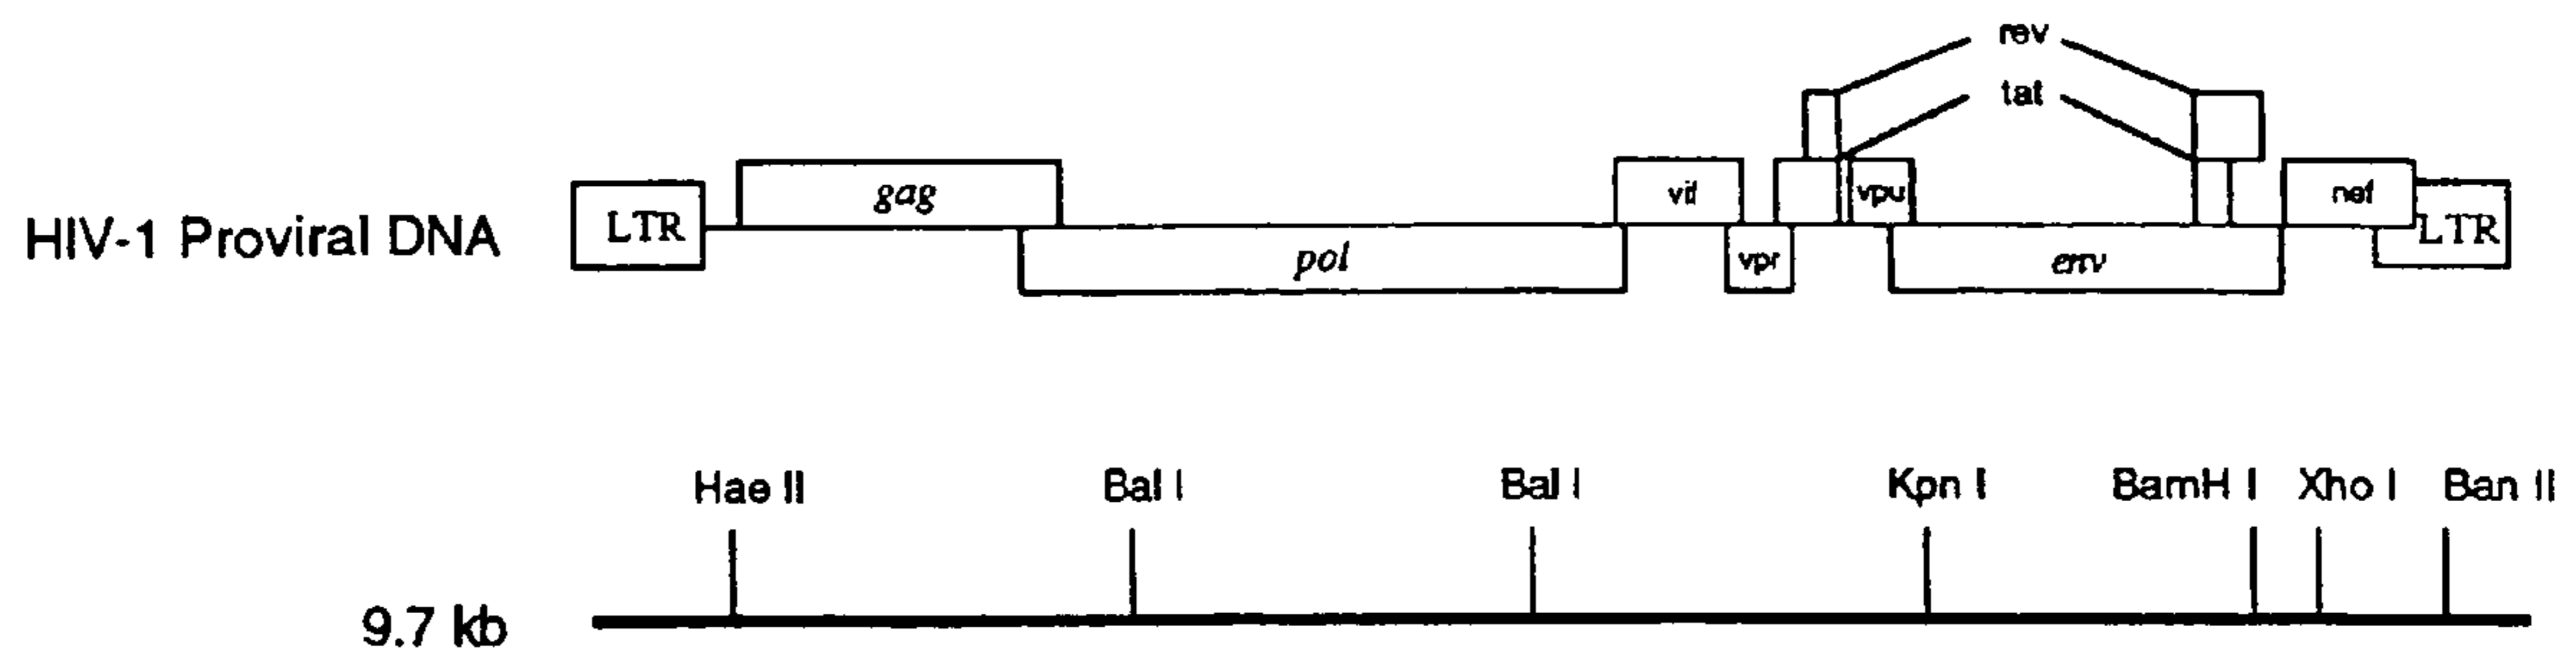 rev
tat
HIV-1 Proviral DNA LTR gag vif vpu nef LTR
pol vpr env
Hae II Bal I Bal I Kpn I BamH I Xho I Ban II
9.7 kb